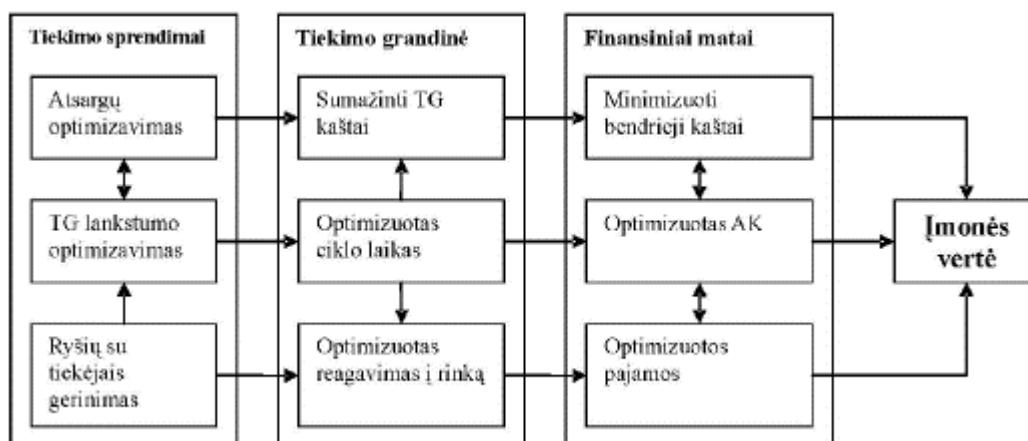 Tiekimo sprendimai
Atsargų
optimizavimas
TG lankstumo
optimizavimas
Ryšių su
tiekėjais
gerinimas
Tiekimo grandinė
Sumažinti TG
kaštai
Optimizuotas
ciklo laikas
Optimizuotas
reagavimas į rinką
Finansiniai matai
Minimizuoti
bendrieji kaštai
Optimizuotas AK
Optimizuotos
pajamos
Įmonės
vertė